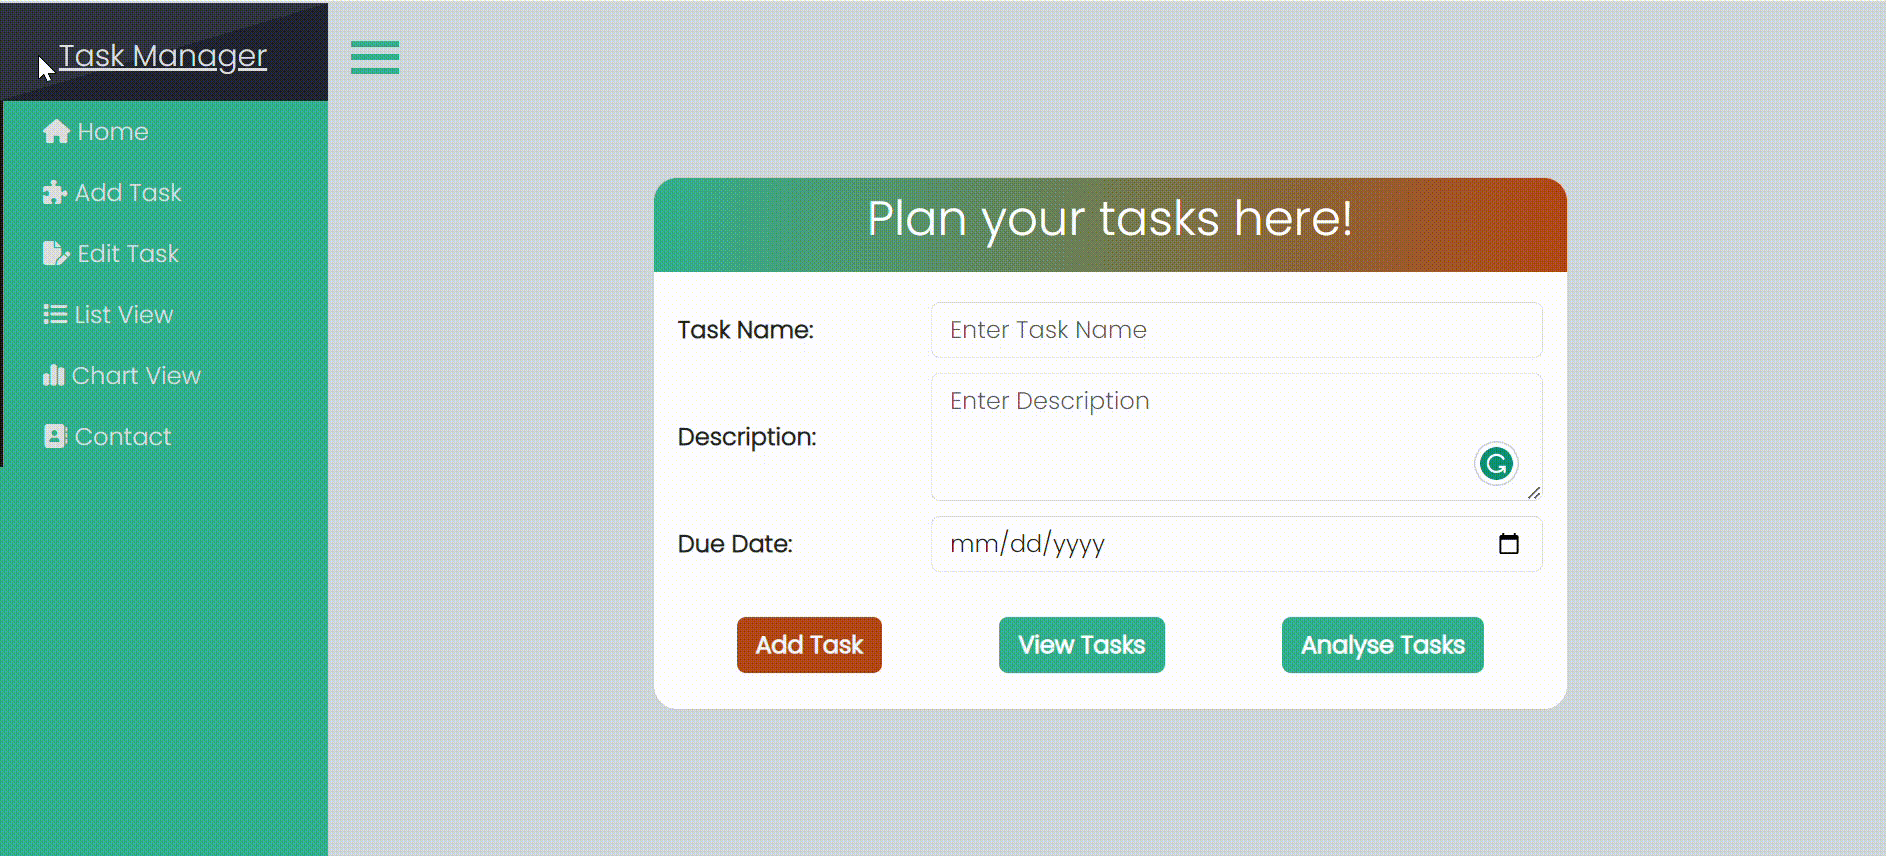 Task Manager
Home
Add Task
Edit Task
List View
Chart View
Contact
Plan your tasks here!
Task Name:
Enter Task Name
Description:
Enter Description
Due Date:
mm/dd/yyyy
Add Task
View Tasks
Analyse Tasks